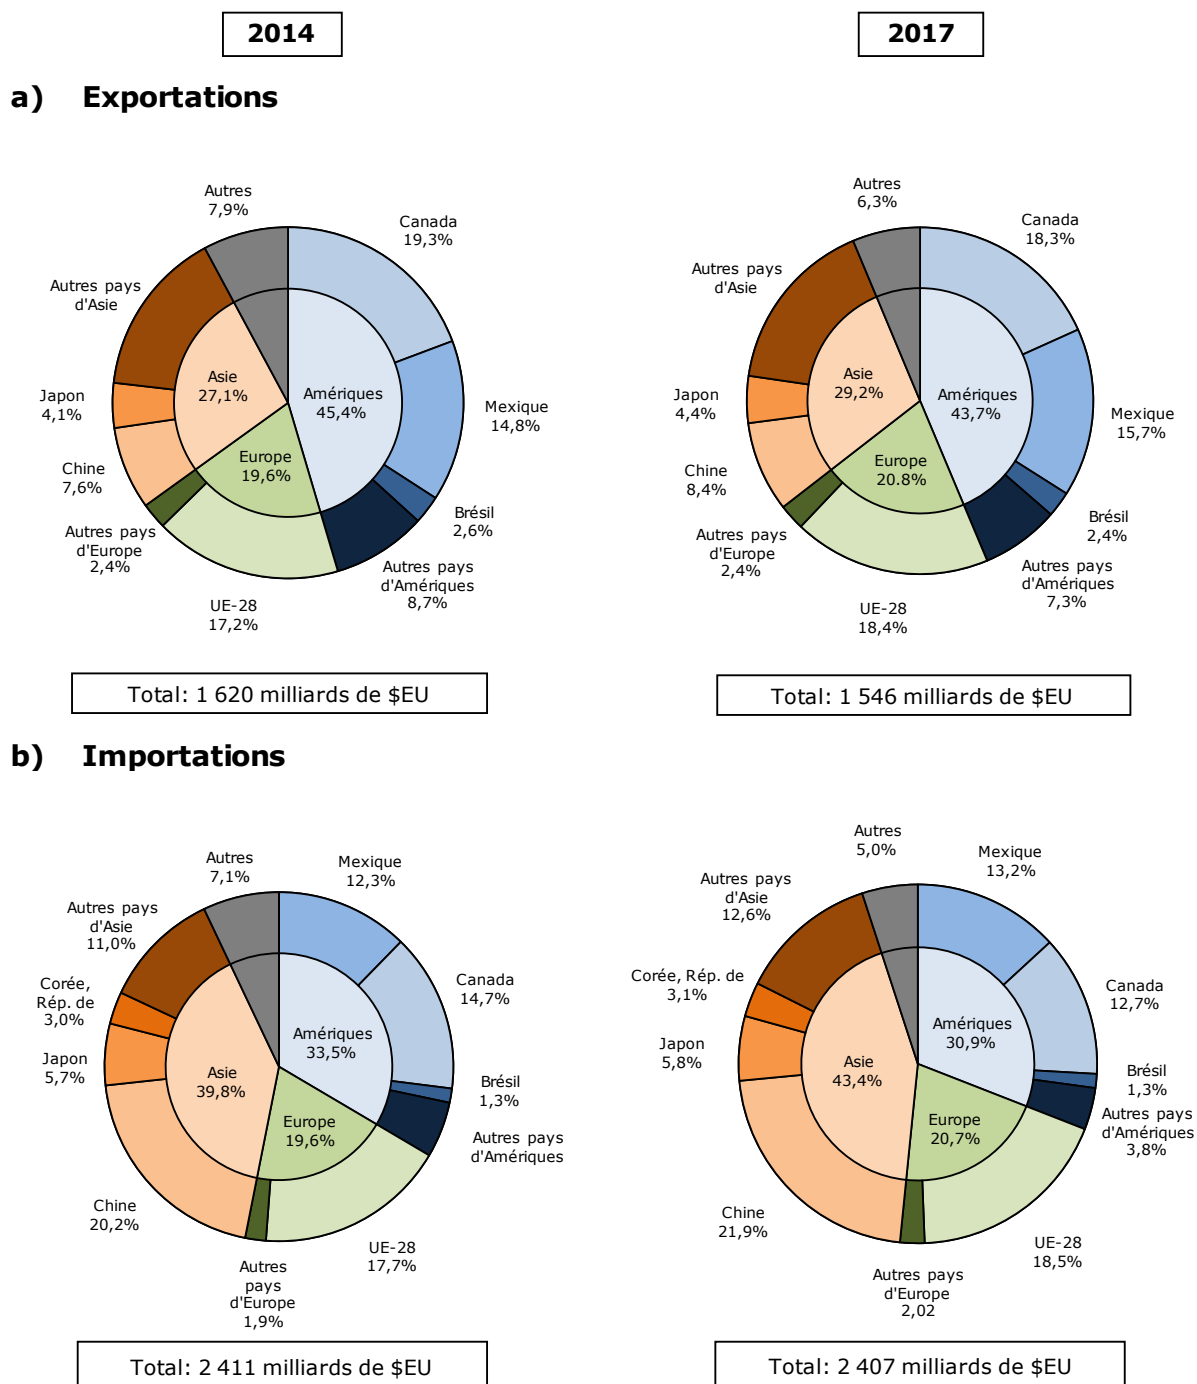 2014
2017
a) Exportations
Autres
7,9%
Canada
19,3%
Autres pays
d'Asie
Asie
27,1%
Amériques
45,4%
Japon
4,1%
Mexique
14,8%
Europe
19,6%
Chine
7,6%
Brésil
2,6%
Autres pays
d'Europe
2,4%
Autres pays
d'Amériques
8,7%
UE-28
17,2%
Total: 1 620 milliards de $EU
Autres
6,3%
Canada
18,3%
Autres pays
d'Asie
Asie
29,2%
Amériques
43,7%
Japon
4,4%
Mexique
15,7%
Europe
20.8%
Chine
8,4%
Brésil
2,4%
Autres pays
d'Europe
2,4%
Autres pays
d'Amériques
7,3%
UE-28
18,4%
Total: 1 546 milliards de $EU
b) Importations
Autres
7,1%
Mexique
12,3%
Autres pays
d'Asie
11,0%
Corée,
Rép. de
3,0%
Canada
14,7%
Amériques
33,5%
Japon
5,7%
Asie
39,8%
Brésil
1,3%
Europe
19,6%
Autres pays
d'Amériques
Chine
20,2%
UE-28
17,7%
Autres
pays
d'Europe
1,9%
Total: 2 411 milliards de $EU
Autres
5,0%
Mexique
13,2%
Autres pays
d'Asie
12,6%
Corée, Rép. de
3,1%
Canada
12,7%
Amériques
30,9%
Japon
5,8%
Asie
43,4%
Brésil
1,3%
Europe
20,7%
Autres pays
d'Amériques
3,8%
Chine
21,9%
UE-28
18,5%
Autres pays
d'Europe
2,02
Total: 2 407 milliards de $EU